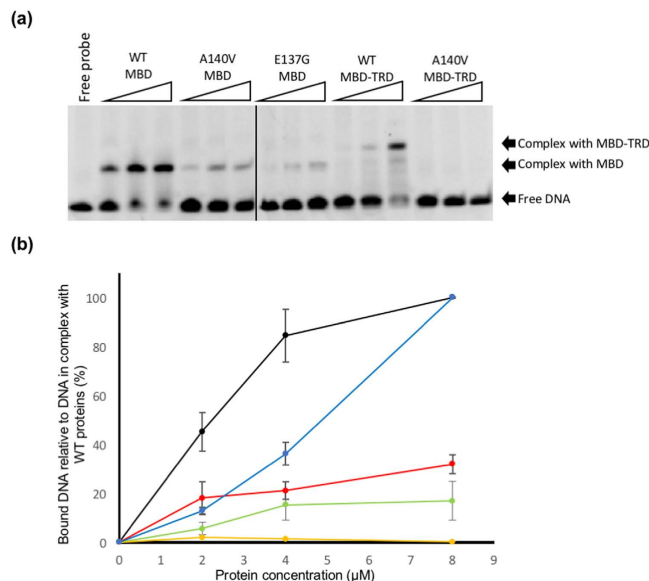 (a)
Free probe
WT
MBD
A140V
MBD
E137G
MBD
WT
MBD-TRD
A140V
MBD-TRD
Complex with MBD-TRD
Complex with MBD
Free DNA
(b)
Bound DNA relative to DNA in complex with
WT proteins (%)
100
80
60
40
20
0
0 1 2 3 4 5 6 7 8 9
Protein concentration (µM)